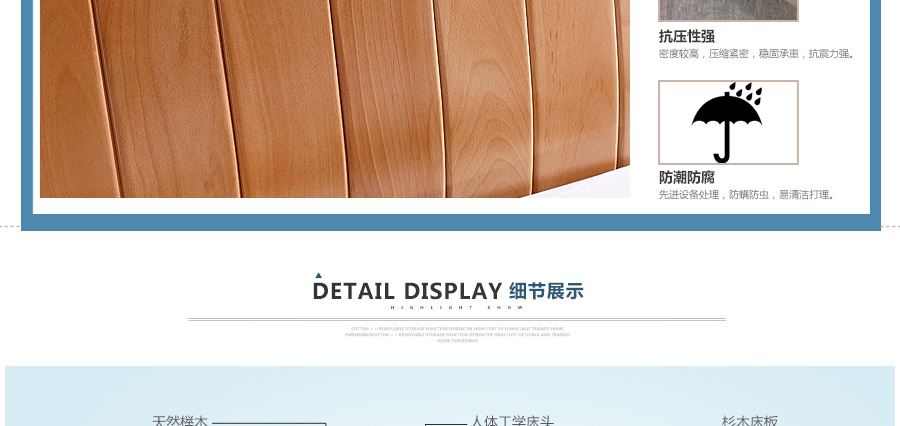 抗压性强
密度较高，压缩紧密，稳固承重，抗震力强。
防潮防腐
先进设备处理，防螨防虫，易清洁打理。
DETAIL DISPLAY 细节展示
HIGHLIGHT SHOW
COTTON - - REMOVABLE STORAGE FUNCTION DESIGN THE HIGH COST OF LIVING AND TRAINED HOME
FURNISHING COTTON - - REMOVABLE STORAGE FUNCTION DESIGN THE HIGH COST OF LIVING AND TRAINED
HOME FURNISHING
天然榉木
人体工学床头
杉木床板